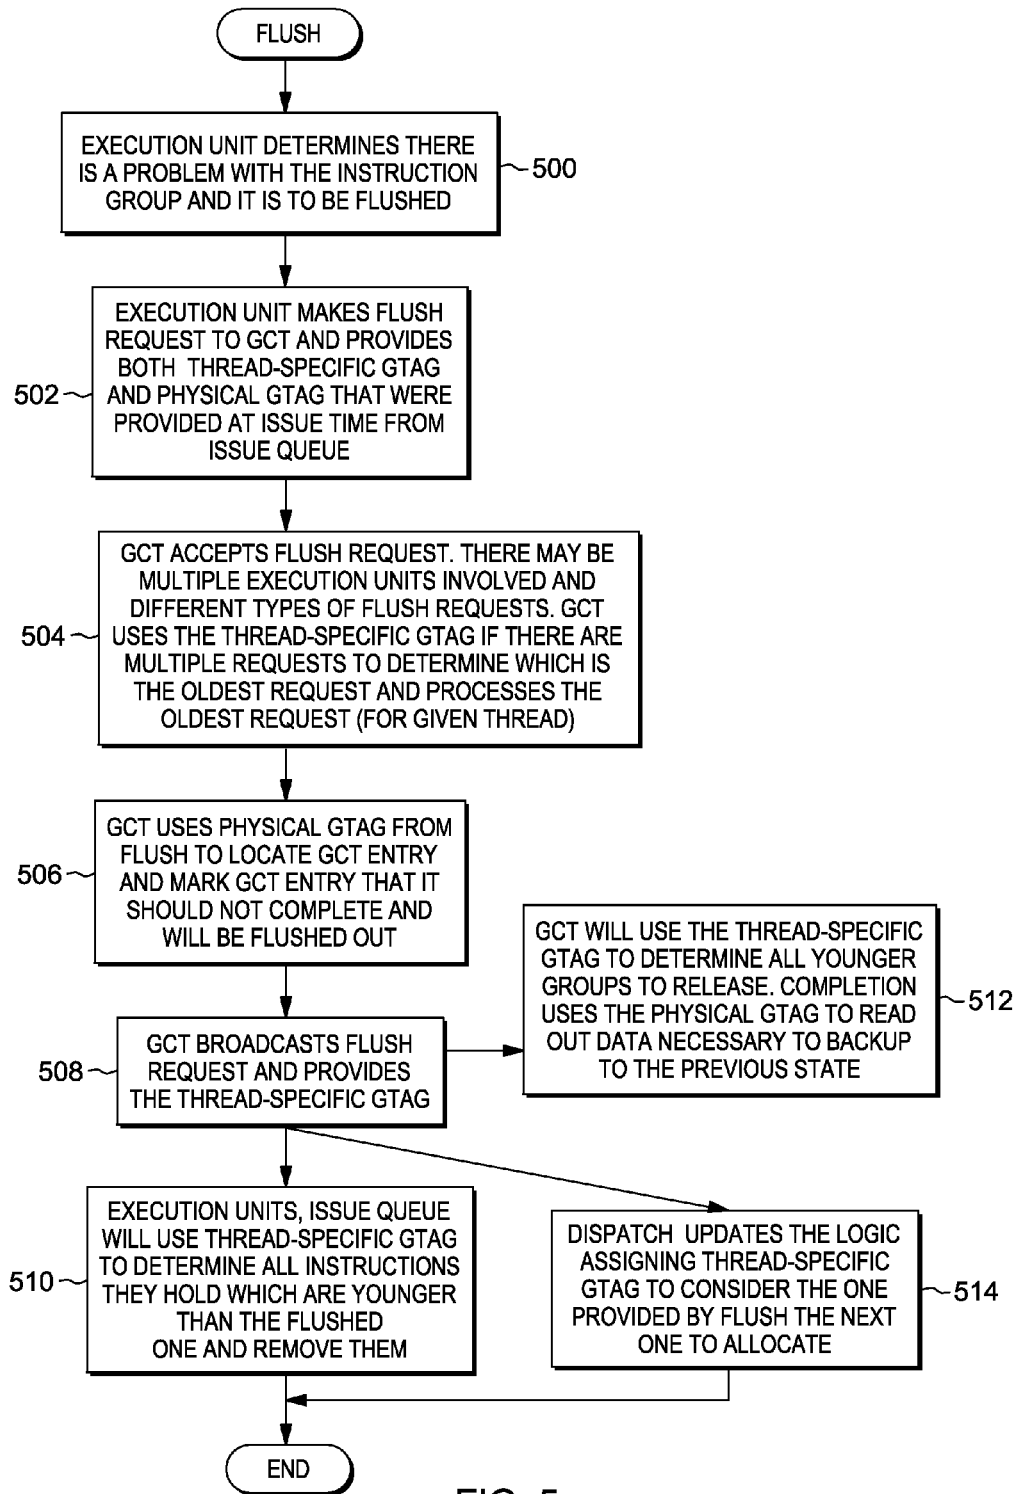 FLUSH
EXECUTION UNIT DETERMINES THERE
IS A PROBLEM WITH THE INSTRUCTION
GROUP AND IT IS TO BE FLUSHED
500
EXECUTION UNIT MAKES FLUSH
REQUEST TO GCT AND PROVIDES
BOTH THREAD-SPECIFIC GTAG
AND PHYSICAL GTAG THAT WERE
PROVIDED AT ISSUE TIME FROM
ISSUE QUEUE
502
GCT ACCEPTS FLUSH REQUEST. THERE MAY BE
MULTIPLE EXECUTION UNITS INVOLVED AND
DIFFERENT TYPES OF FLUSH REQUESTS. GCT
USES THE THREAD-SPECIFIC GTAG IF THERE ARE
MULTIPLE REQUESTS TO DETERMINE WHICH IS
THE OLDEST REQUEST AND PROCESSES THE
OLDEST REQUEST (FOR GIVEN THREAD)
504
GCT USES PHYSICAL GTAG FROM
FLUSH TO LOCATE GCT ENTRY
AND MARK GCT ENTRY THAT IT
SHOULD NOT COMPLETE AND
WILL BE FLUSHED OUT
506
GCT BROADCASTS FLUSH
REQUEST AND PROVIDES
THE THREAD-SPECIFIC GTAG
508
GCT WILL USE THE THREAD-SPECIFIC
GTAG TO DETERMINE ALL YOUNGER
GROUPS TO RELEASE. COMPLETION
USES THE PHYSICAL GTAG TO READ
OUT DATA NECESSARY TO BACKUP
TO THE PREVIOUS STATE
512
EXECUTION UNITS, ISSUE QUEUE
WILL USE THREAD-SPECIFIC GTAG
TO DETERMINE ALL INSTRUCTIONS
THEY HOLD WHICH ARE YOUNGER
THAN THE FLUSHED
ONE AND REMOVE THEM
510
DISPATCH UPDATES THE LOGIC
ASSIGNING THREAD-SPECIFIC
GTAG TO CONSIDER THE ONE
PROVIDED BY FLUSH THE NEXT
ONE TO ALLOCATE
514
END
FIG. 5